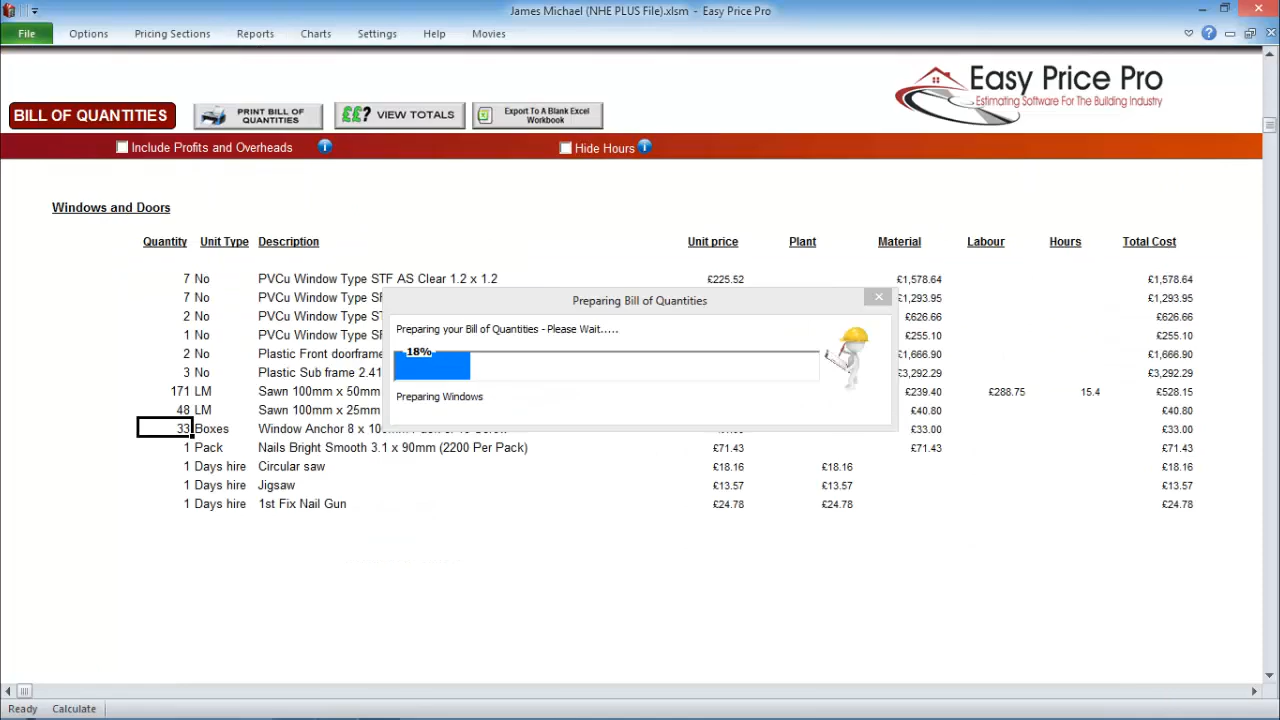 James Michael (NHE PLUS File).xlsm - Easy Price Pro
File Options Pricing Sections Reports Charts Settings Help Movies
Easy Price Pro
Estimating Software For The Building Industry
BILL OF QUANTITIES
PRINT BILL OF QUANTITIES
££? VIEW TOTALS
Export To A Blank Excel Workbook
Include Profits and Overheads
Hide Hours
Windows and Doors
Quantity Unit Type Description Unit price Plant Material Labour Hours Total Cost
7 No PVCu Window Type STF AS Clear 1.2 x 1.2 £225.52 £1,578.64 £1,578.64
7 No PVCu Window Type £1,293.95 £1,293.95
2 No PVCu Window Type £626.66 £626.66
1 No PVCu Window Type £255.10 £255.10
2 No Plastic Front doorframe £1,666.90 £1,666.90
3 No Plastic Sub frame 2.41 £3,292.29 £3,292.29
171 LM Sawn 100mm x 50mm £239.40 £288.75 15.4 £528.15
48 LM Sawn 100mm x 25mm £40.80 £40.80
33 Boxes Window Anchor 8 x £33.00 £33.00
1 Pack Nails Bright Smooth 3.1 x 90mm (2200 Per Pack) £71.43 £71.43 £71.43
1 Days hire Circular saw £18.16 £18.16 £18.16
1 Days hire Jigsaw £13.57 £13.57 £13.57
1 Days hire 1st Fix Nail Gun £24.78 £24.78 £24.78
Preparing Bill of Quantities
Preparing your Bill of Quantities - Please Wait.....
18%
Preparing Windows
Ready Calculate